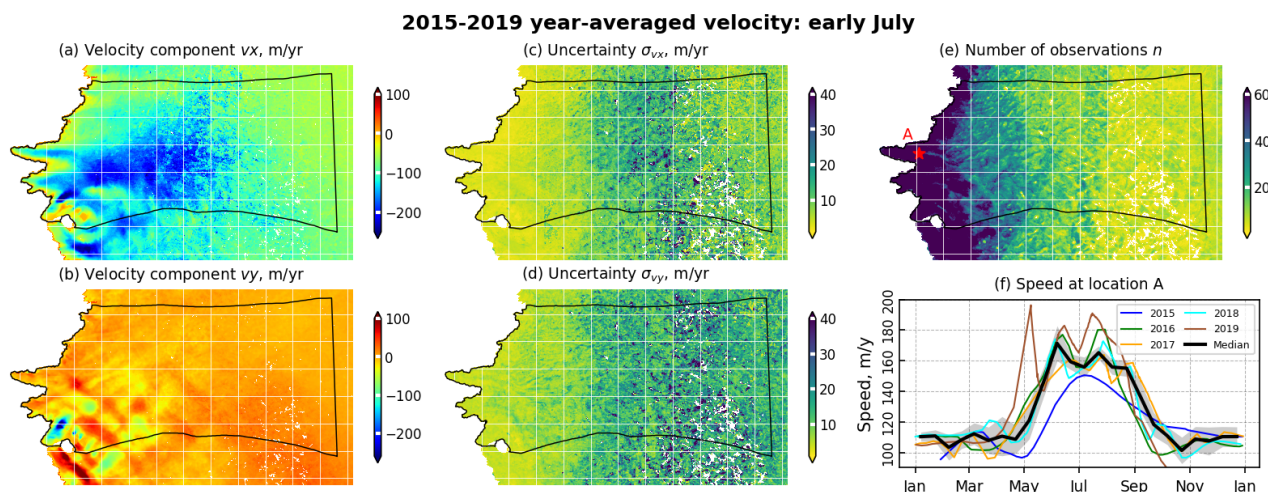 2015-2019 year-averaged velocity: early July
(a) Velocity component vx, m/yr
(c) Uncertainty σvx, m/yr
(e) Number of observations n
100
0
−100
−200
40
30
20
10
A
60
40
20
(b) Velocity component vy, m/yr
(d) Uncertainty σvy, m/yr
(f) Speed at location A
100
0
−100
−200
40
30
20
10
Speed, m/y
200
180
160
140
120
100
2015
2016
2017
2018
2019
Median
Jan Mar May Jul Sep Nov Jan